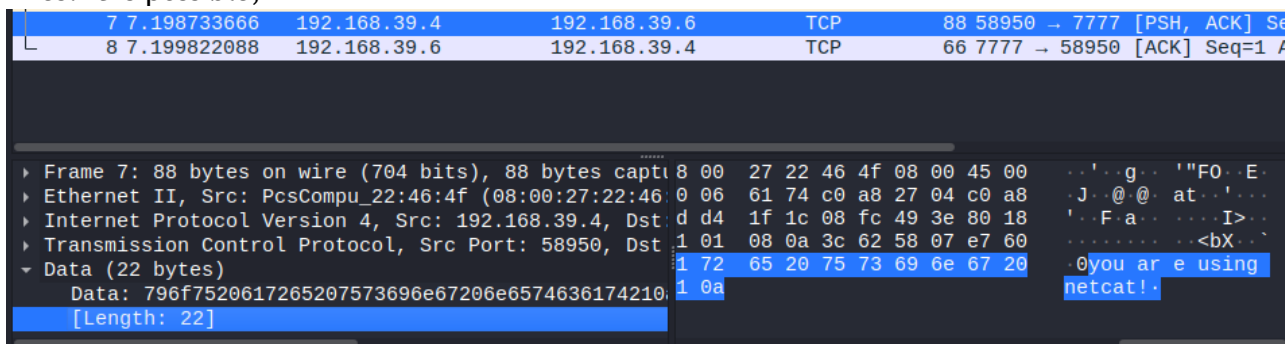 7 7.198733666 192.168.39.4 192.168.39.6 TCP 88 58950 → 7777 [PSH, ACK] Se
8 7.199822088 192.168.39.6 192.168.39.4 TCP 66 7777 → 58950 [ACK] Seq=1 A
Frame 7: 88 bytes on wire (704 bits), 88 bytes captu
Ethernet II, Src: PcsCompu_22:46:4f (08:00:27:22:46
Internet Protocol Version 4, Src: 192.168.39.4, Dst:
Transmission Control Protocol, Src Port: 58950, Dst
Data (22 bytes)
Data: 796f7520617265207573696e67206e6574636174210
[Length: 22]
8 00 27 22 46 4f 08 00 45 00 ··'··g·· '"FO··E·
0 06 61 74 c0 a8 27 04 c0 a8 ·J··@·@· at··'···
d d4 1f 1c 08 fc 49 3e 80 18 '··F·a·· ····I>··
1 01 08 0a 3c 62 58 07 e7 60 ········ ··<bX··`
1 72 65 20 75 73 69 6e 67 20 ·0you ar e using
1 0a netcat!·